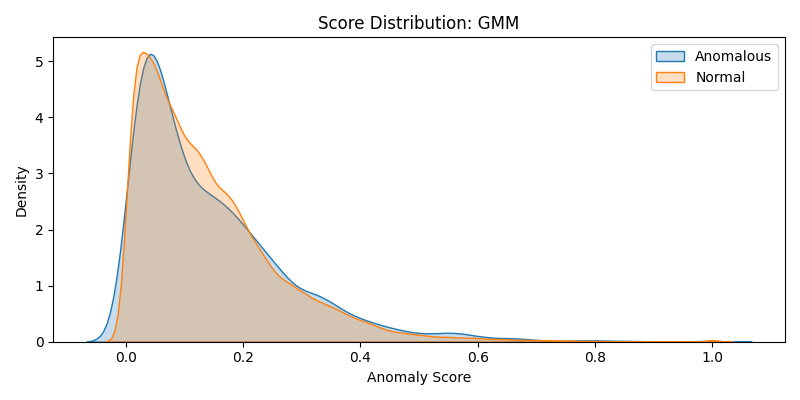 Score Distribution: GMM
Anomalous
Normal
Density
5
4
3
2
1
0
0.0 0.2 0.4 0.6 0.8 1.0
Anomaly Score